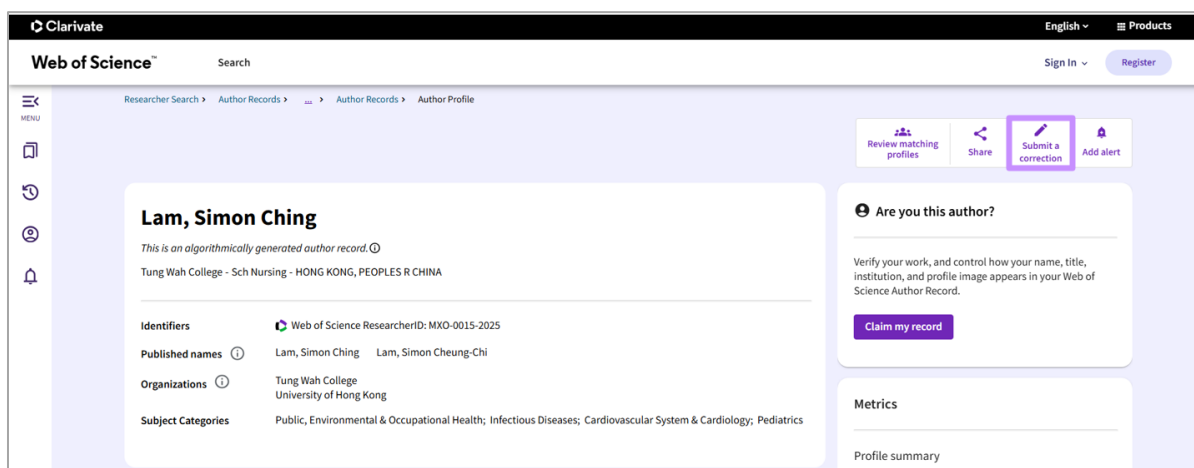 Clarivate
English
Products
Web of Science™
Search
Sign In
Register
MENU
Researcher Search › Author Records › ... › Author Records › Author Profile
Review matching
profiles
Share
Submit a
correction
Add alert
Lam, Simon Ching
This is an algorithmically generated author record.
Tung Wah College - Sch Nursing - HONG KONG, PEOPLES R CHINA
Identifiers
Web of Science ResearcherID: MXO-0015-2025
Published names
Lam, Simon Ching Lam, Simon Cheung-Chi
Organizations
Tung Wah College
University of Hong Kong
Subject Categories
Public, Environmental & Occupational Health; Infectious Diseases; Cardiovascular System & Cardiology; Pediatrics
Are you this author?
Verify your work, and control how your name, title,
institution, and profile image appears in your Web of
Science Author Record.
Claim my record
Metrics
Profile summary